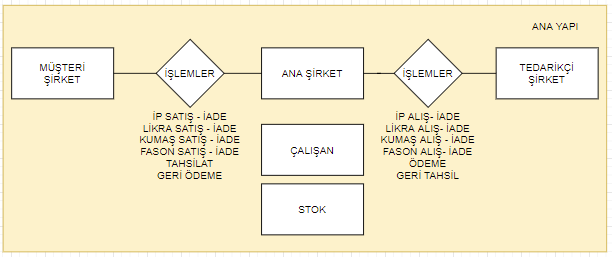 ANA YAPI
MÜŞTERİ
ŞİRKET
İŞLEMLER
ANA ŞİRKET
İŞLEMLER
TEDARİKÇİ
ŞİRKET
İP SATIŞ - İADE
LİKRA SATIŞ - İADE
KUMAŞ SATIŞ - İADE
FASON SATIŞ - İADE
TAHSİLAT
GERİ ÖDEME
İP ALIŞ- İADE
LİKRA ALIŞ- İADE
KUMAŞ ALIŞ - İADE
FASON ALIŞ- İADE
ÖDEME
GERİ TAHSİL
ÇALIŞAN
STOK